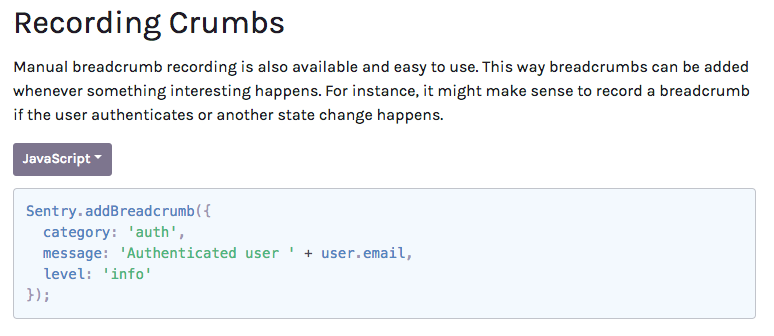 Recording Crumbs
Manual breadcrumb recording is also available and easy to use. This way breadcrumbs can be added
whenever something interesting happens. For instance, it might make sense to record a breadcrumb
if the user authenticates or another state change happens.
JavaScript
Sentry.addBreadcrumb({
  category: 'auth',
  message: 'Authenticated user ' + user.email,
  level: 'info'
});